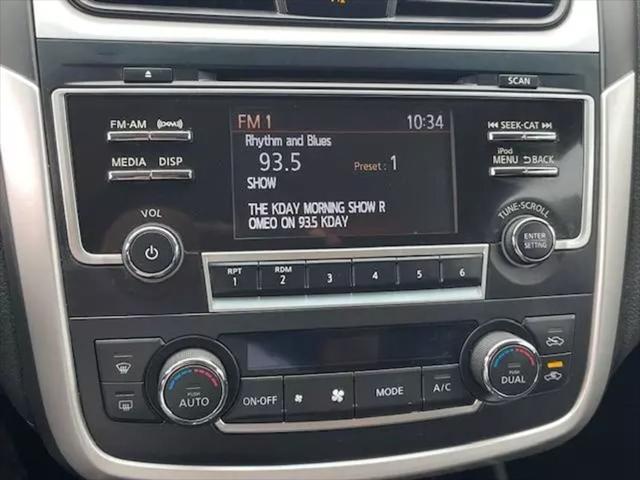 SCAN
FM-AM
((SXM))
FM 1
10:34
SEEK-CAT
Rhythm and Blues
MEDIA DISP
93.5
Preset : 1
iPod
MENU BACK
SHOW
THE KDAY MORNING SHOW R
OMEO ON 93.5 KDAY
VOL
TUNE·SCROLL
ENTER
SETTING
RPT
1
RDM
2
3
4
5
6
PUSH
AUTO
ON·OFF
MODE
A/C
PUSH
DUAL